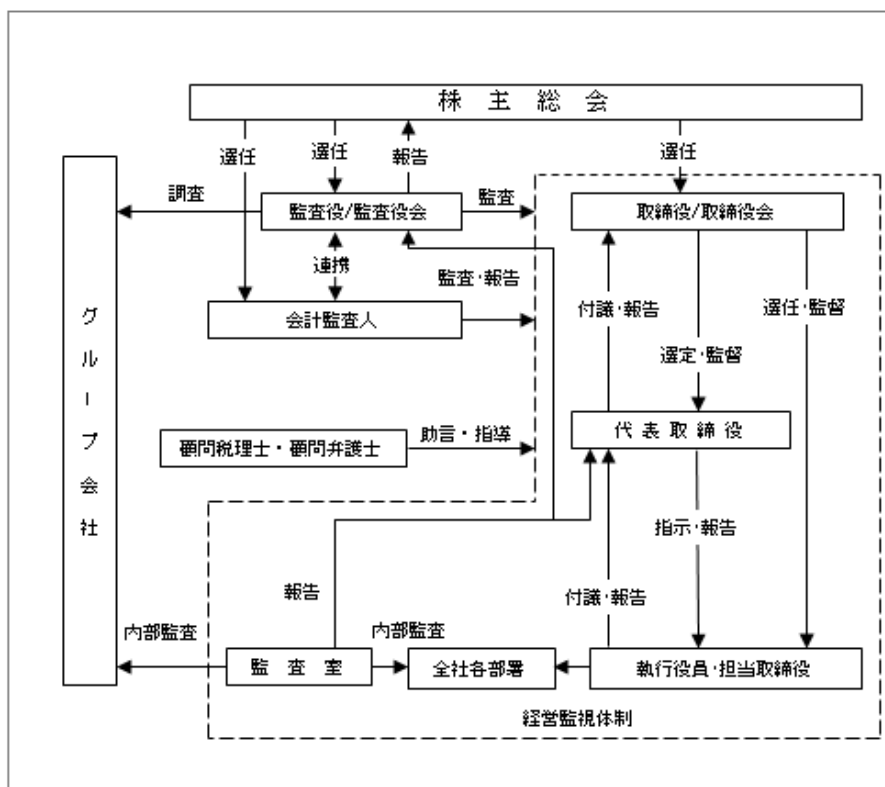 株主総会
選任
選任
報告
選任
調査
監査役/監査役会
監査
取締役/取締役会
連携
監査・報告
付議・報告
選任・監督
グループ会社
会計監査人
選定・監督
顧問税理士・顧問弁護士
助言・指導
代表取締役
指示・報告
報告
付議・報告
内部監査
内部監査
監査室
全社各部署
執行役員・担当取締役
経営監視体制